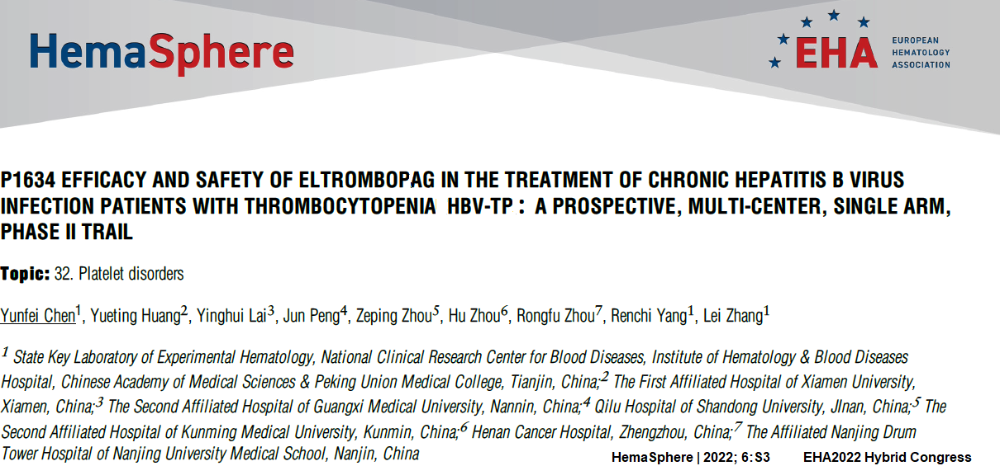 HemaSphere
EHA
EUROPEAN
HEMATOLOGY
ASSOCIATION
P1634 EFFICACY AND SAFETY OF ELTROMBOPAG IN THE TREATMENT OF CHRONIC HEPATITIS B VIRUS
INFECTION PATIENTS WITH THROMBOCYTOPENIA HBV-TP： A PROSPECTIVE, MULTI-CENTER, SINGLE ARM,
PHASE II TRAIL
Topic: 32. Platelet disorders
Yunfei Chen1, Yueting Huang2, Yinghui Lai3, Jun Peng4, Zeping Zhou5, Hu Zhou6, Rongfu Zhou7, Renchi Yang1, Lei Zhang1
1 State Key Laboratory of Experimental Hematology, National Clinical Research Center for Blood Diseases, Institute of Hematology & Blood Diseases
Hospital, Chinese Academy of Medical Sciences & Peking Union Medical College, Tianjin, China;2 The First Affiliated Hospital of Xiamen University,
Xiamen, China;3 The Second Affiliated Hospital of Guangxi Medical University, Nannin, China;4 Qilu Hospital of Shandong University, JInan, China;5 The
Second Affiliated Hospital of Kunming Medical University, Kunmin, China;6 Henan Cancer Hospital, Zhengzhou, China;7 The Affiliated Nanjing Drum
Tower Hospital of Nanjing University Medical School, Nanjin, China
HemaSphere | 2022; 6:S3 EHA2022 Hybrid Congress